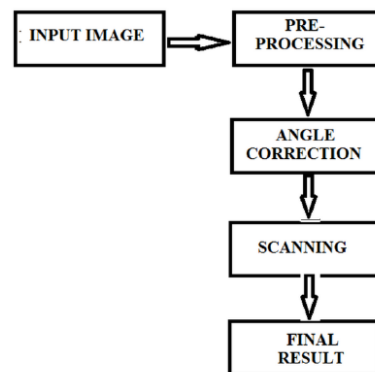 INPUT IMAGE
PRE-
PROCESSING
ANGLE
CORRECTION
SCANNING
FINAL
RESULT